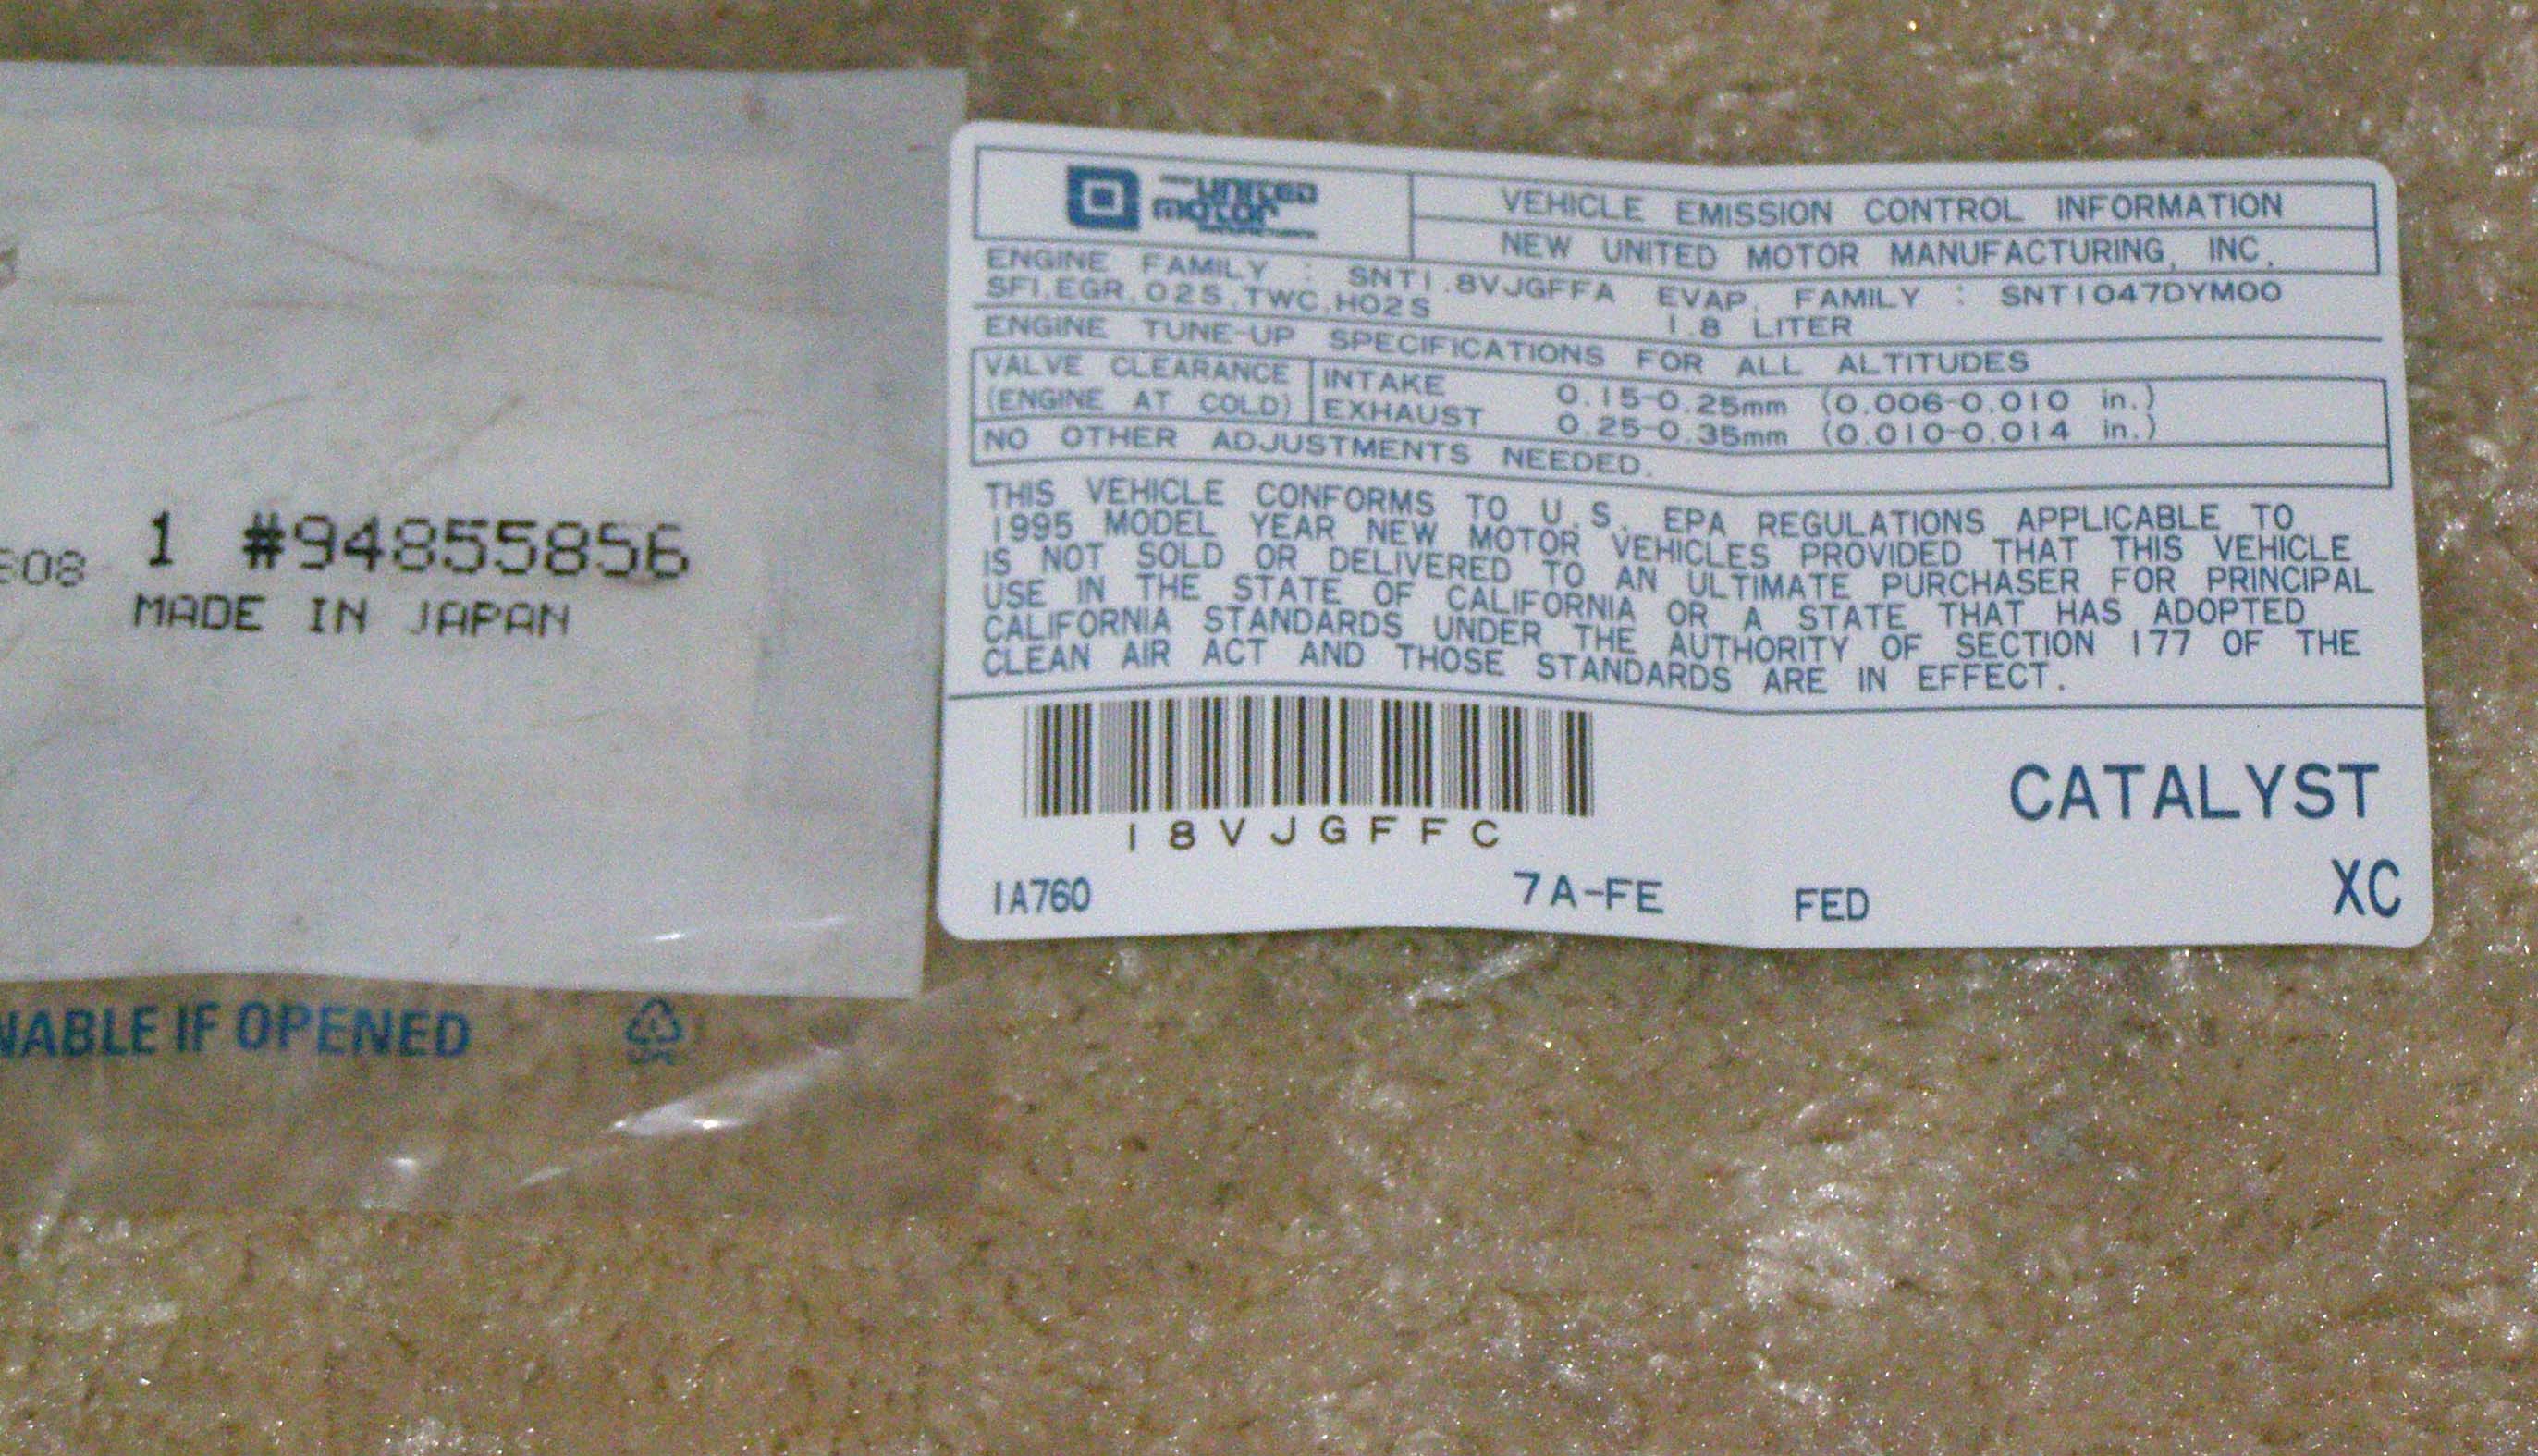 1 #94855856
MADE IN JAPAN
IF OPENED
UNITED
MOTOR
VEHICLE EMISSION CONTROL INFORMATION
NEW UNITED MOTOR MANUFACTURING, INC.
ENGINE FAMILY : SNT1.8VJGFFA EVAP. FAMILY : SNT1047DYM00
SFI,EGR,O2S,TWC,HO2S 1.8 LITER
ENGINE TUNE-UP SPECIFICATIONS FOR ALL ALTITUDES
VALVE CLEARANCE INTAKE 0.15-0.25mm (0.006-0.010 in.)
(ENGINE AT COLD) EXHAUST 0.25-0.35mm (0.010-0.014 in.)
NO OTHER ADJUSTMENTS NEEDED.
THIS VEHICLE CONFORMS TO U.S. EPA REGULATIONS APPLICABLE TO
1995 MODEL YEAR NEW MOTOR VEHICLES PROVIDED THAT THIS VEHICLE
IS NOT SOLD OR DELIVERED TO AN ULTIMATE PURCHASER FOR PRINCIPAL
USE IN THE STATE OF CALIFORNIA OR A STATE THAT HAS ADOPTED
CALIFORNIA STANDARDS UNDER THE AUTHORITY OF SECTION 177 OF THE
CLEAN AIR ACT AND THOSE STANDARDS ARE IN EFFECT.
18VJGFFC
CATALYST
1A760 7A-FE FED XC